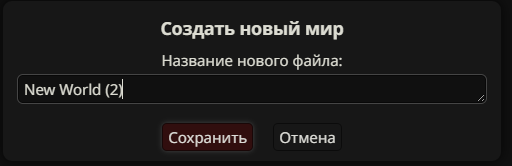 Создать новый мир
Название нового файла:
New World (2)
Сохранить Отмена